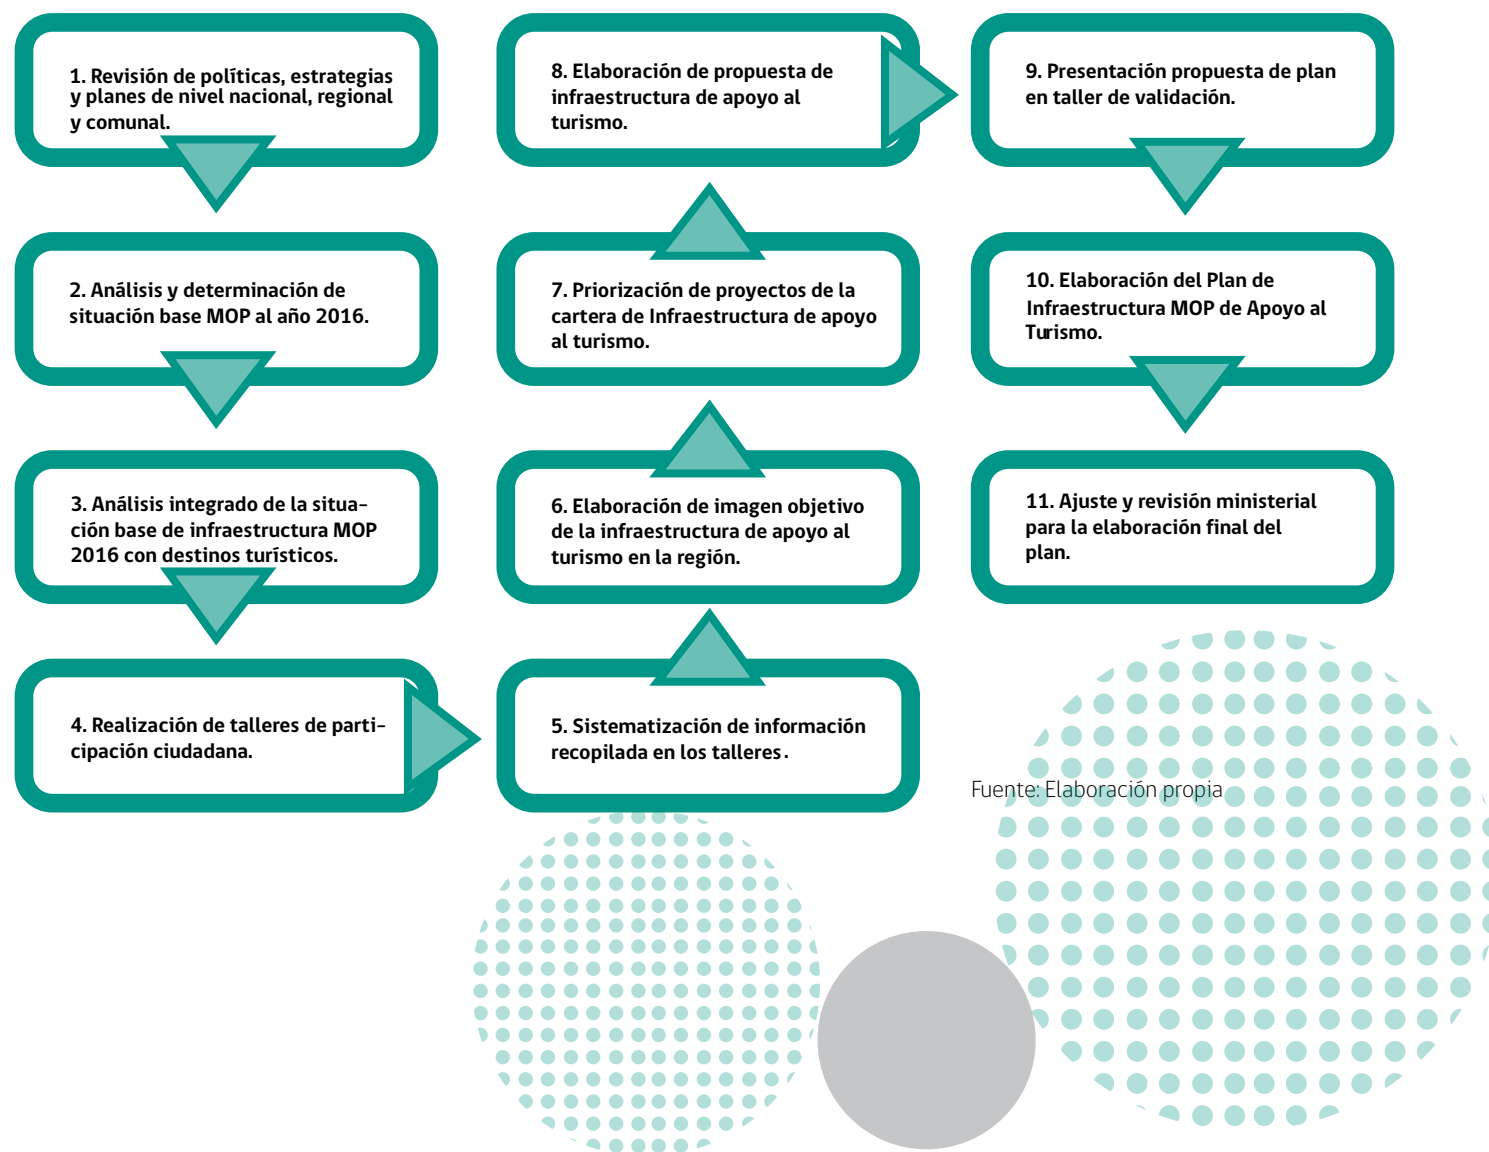 1. Revisión de políticas, estrategias
y planes de nivel nacional, regional
y comunal.
2. Análisis y determinación de
situación base MOP al año 2016.
3. Análisis integrado de la situa-
ción base de infraestructura MOP
2016 con destinos turísticos.
4. Realización de talleres de parti-
cipación ciudadana.
5. Sistematización de información
recopilada en los talleres.
6. Elaboración de imagen objetivo
de la infraestructura de apoyo al
turismo en la región.
7. Priorización de proyectos de la
cartera de Infraestructura de apoyo
al turismo.
8. Elaboración de propuesta de
infraestructura de apoyo al
turismo.
9. Presentación propuesta de plan
en taller de validación.
10. Elaboración del Plan de
Infraestructura MOP de Apoyo al
Turismo.
11. Ajuste y revisión ministerial
para la elaboración final del
plan.
Fuente: Elaboración propia